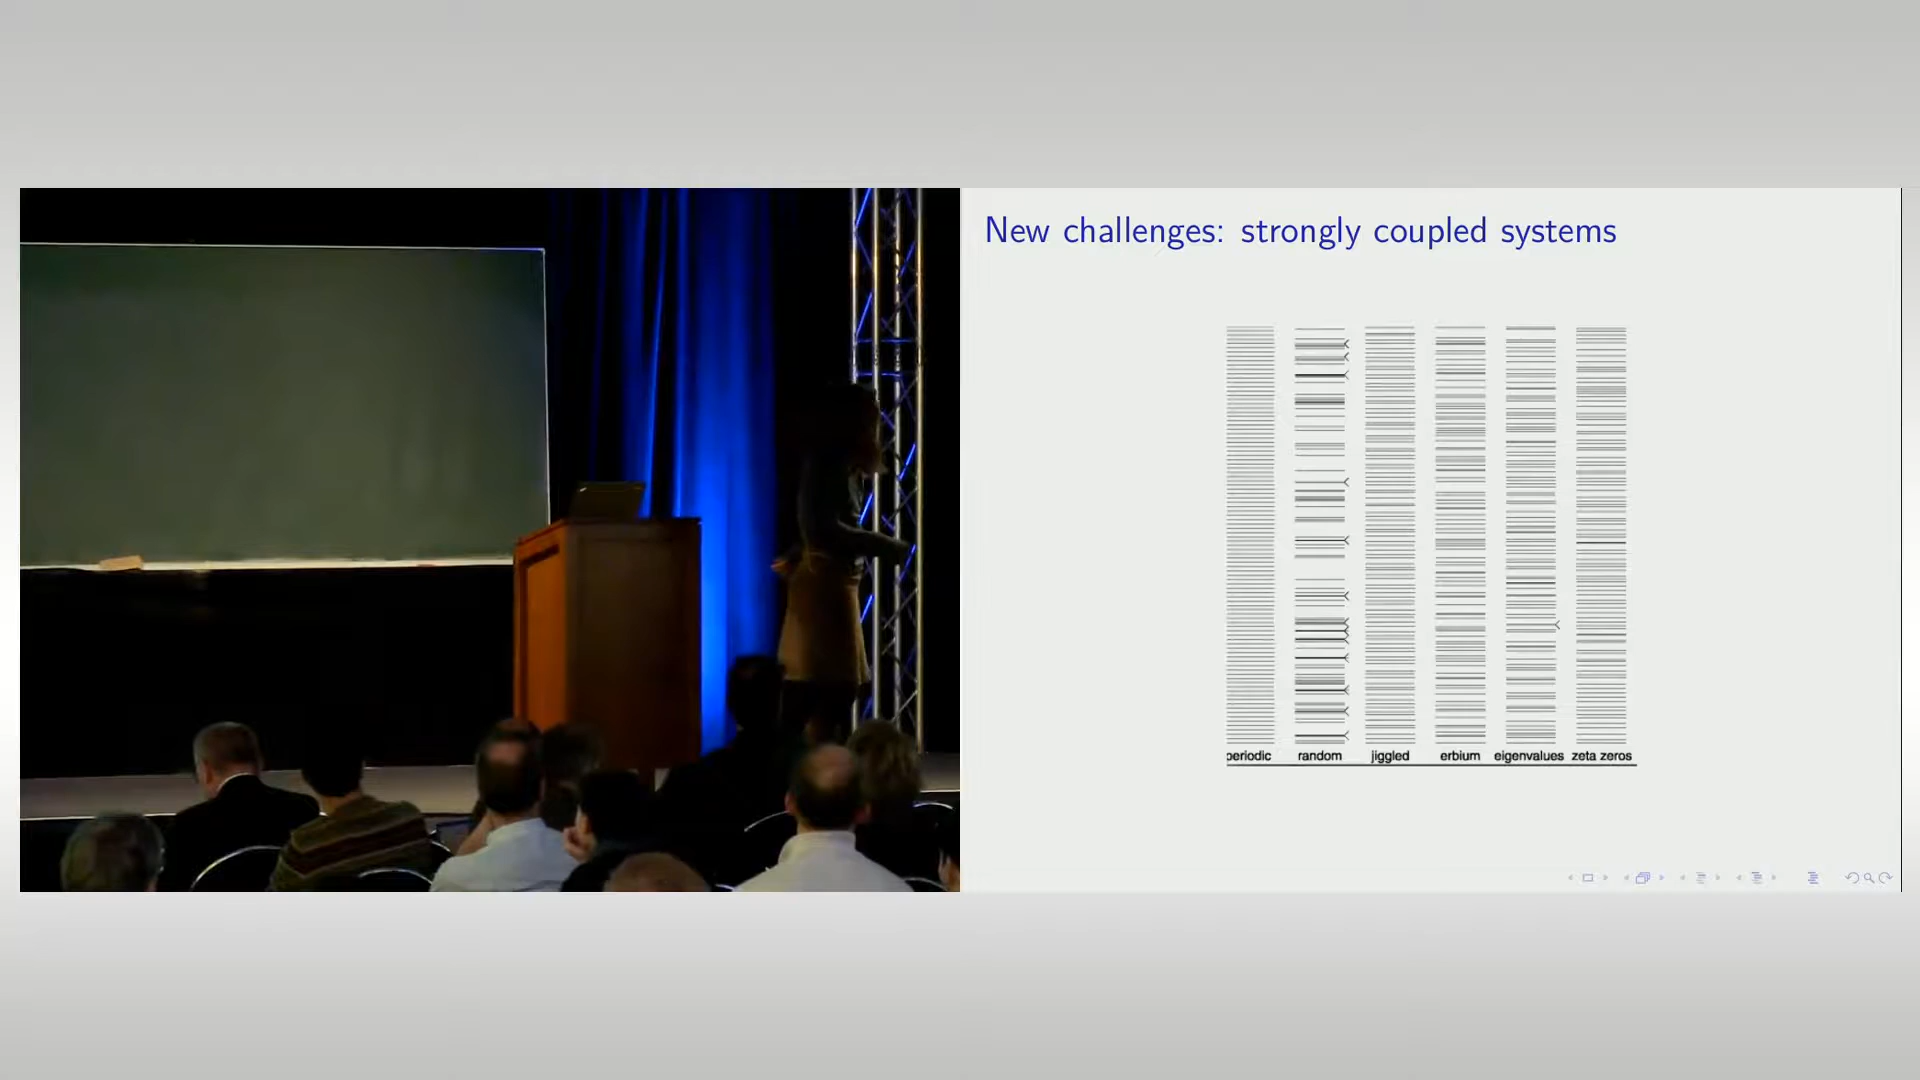 New challenges: strongly coupled systems
periodic random jiggled erbium eigenvalues zeta zeros